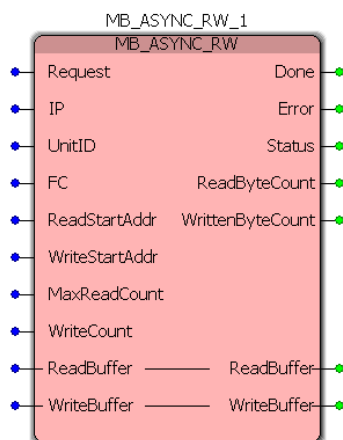 MB_ASYNC_RW_1
MB_ASYNC_RW
Request Done
IP Error
UnitID Status
FC ReadByteCount
ReadStartAddr WrittenByteCount
WriteStartAddr
MaxReadCount
WriteCount
ReadBuffer ReadBuffer
WriteBuffer WriteBuffer